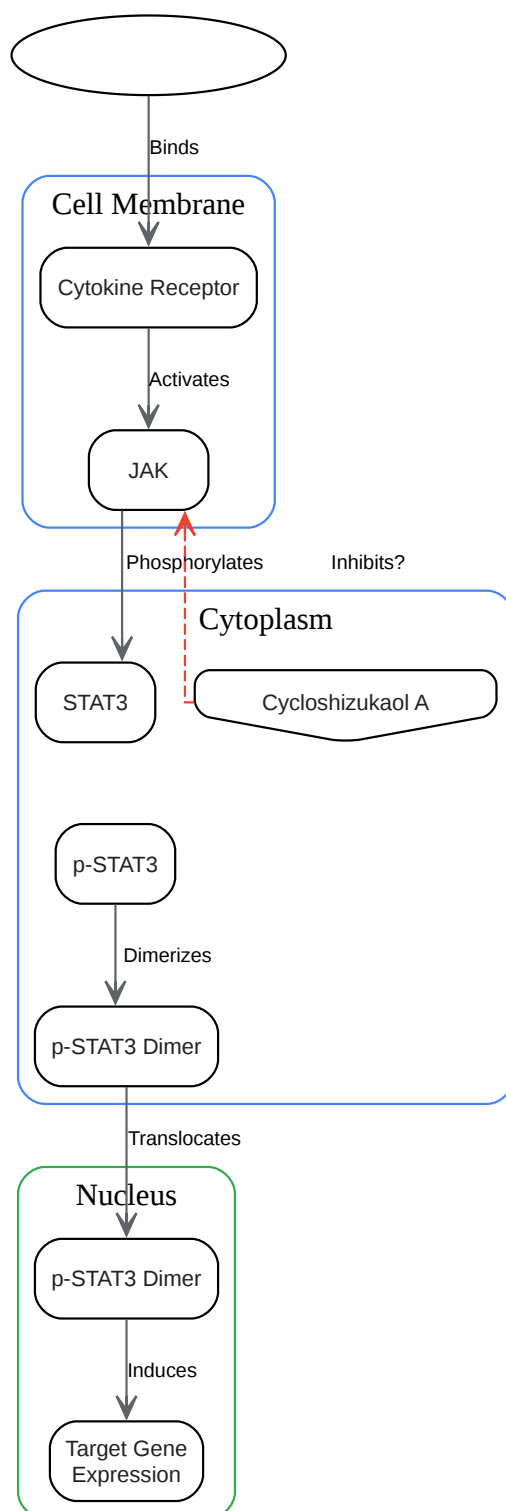 Binds
Cell Membrane
Cytokine Receptor
Activates
JAK
Phosphorylates
Inhibits?
Cytoplasm
STAT3
Cycloshizukaol A
p-STAT3
Dimerizes
p-STAT3 Dimer
Translocates
Nucleus
p-STAT3 Dimer
Induces
Target Gene
Expression